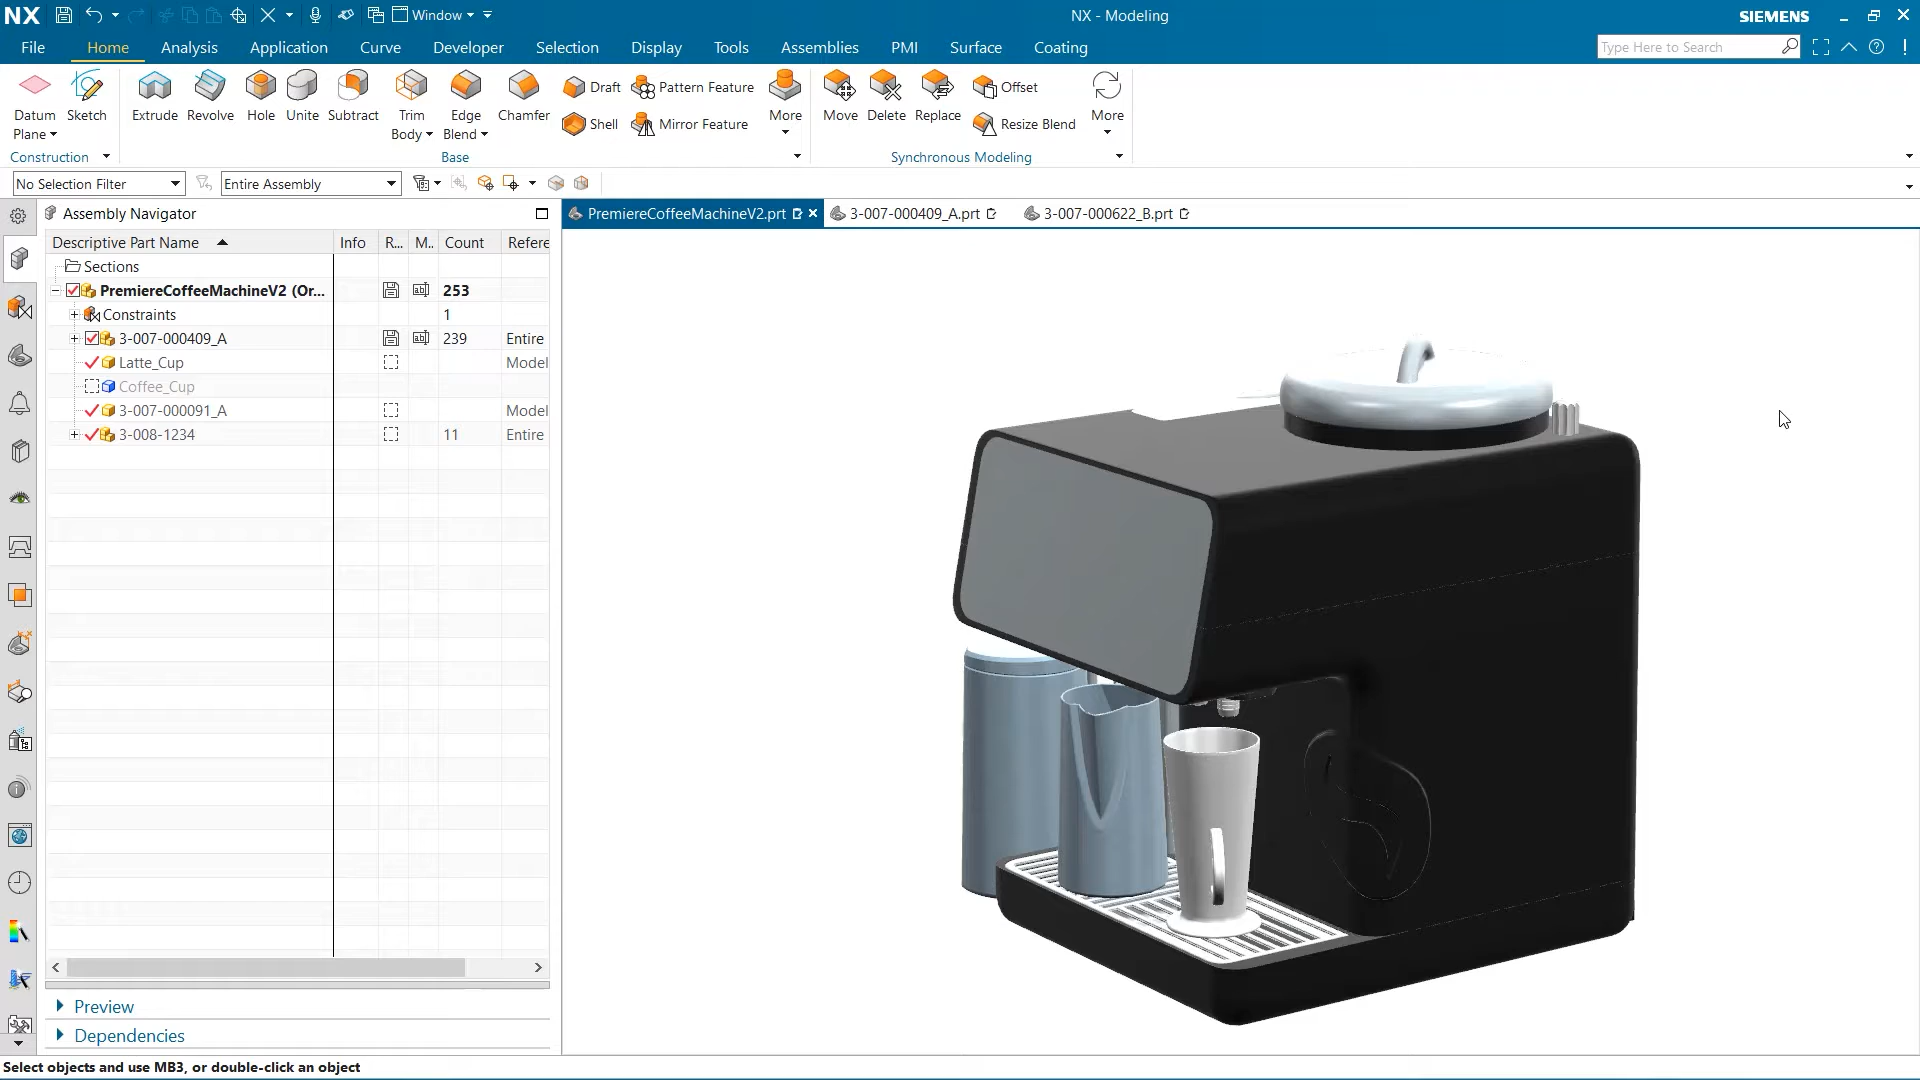 NX
Window
NX - Modeling
SIEMENS
File
Home
Analysis
Application
Curve
Developer
Selection
Display
Tools
Assemblies
PMI
Surface
Coating
Type Here to Search
Datum Plane
Sketch
Extrude
Revolve
Hole
Unite
Subtract
Trim Body
Edge Blend
Chamfer
Draft
Shell
Pattern Feature
Mirror Feature
More
Move
Delete
Replace
Offset
Resize Blend
More
Construction
Base
Synchronous Modeling
No Selection Filter
Entire Assembly
Assembly Navigator
PremiereCoffeeMachineV2.prt
3-007-000409_A.prt
3-007-000622_B.prt
Descriptive Part Name Info R... M.. Count Refere
Sections
PremiereCoffeeMachineV2 (Or... 253
Constraints 1
3-007-000409_A 239 Entire
Latte_Cup Model
Coffee_Cup
3-007-000091_A Model
3-008-1234 11 Entire
Preview
Dependencies
Select objects and use MB3, or double-click an object